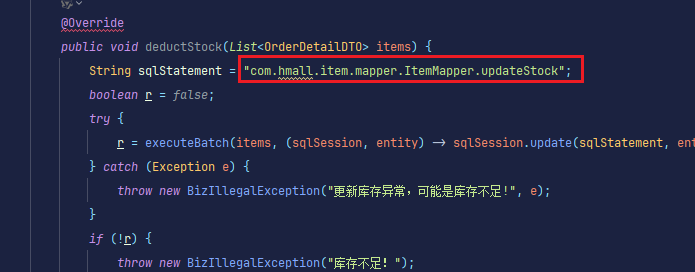 @Override
public void deductStock(List<OrderDetailDTO> items) {
String sqlStatement = "com.hmall.item.mapper.ItemMapper.updateStock";
boolean r = false;
try {
r = executeBatch(items, (sqlSession, entity) -> sqlSession.update(sqlStatement, ent
} catch (Exception e) {
throw new BizIllegalException("更新库存异常，可能是库存不足!", e);
}
if (!r) {
throw new BizIllegalException("库存不足！");